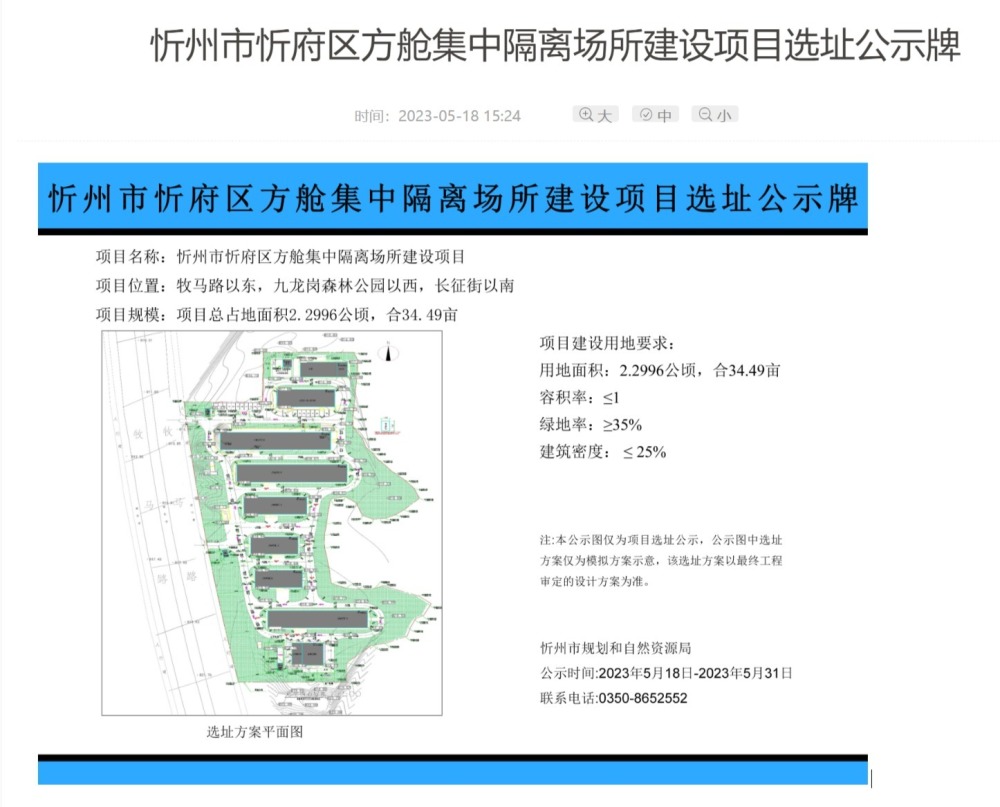 忻州市忻府区方舱集中隔离场所建设项目选址公示牌
时间：2023-05-18 15:24 大 中 小
忻州市忻府区方舱集中隔离场所建设项目选址公示牌
项目名称：忻州市忻府区方舱集中隔离场所建设项目
项目位置：牧马路以东，九龙岗森林公园以西，长征街以南
项目规模：项目总占地面积2.2996公顷，合34.49亩
牧 牧
马
路 路
选址方案平面图
项目建设用地要求：
用地面积：2.2996公顷，合34.49亩
容积率：≤1
绿地率：≥35%
建筑密度：≤25%
注:本公示图仅为项目选址公示，公示图中选址
方案仅为模拟方案示意，该选址方案以最终工程
审定的设计方案为准。
忻州市规划和自然资源局
公示时间:2023年5月18日-2023年5月31日
联系电话:0350-8652552